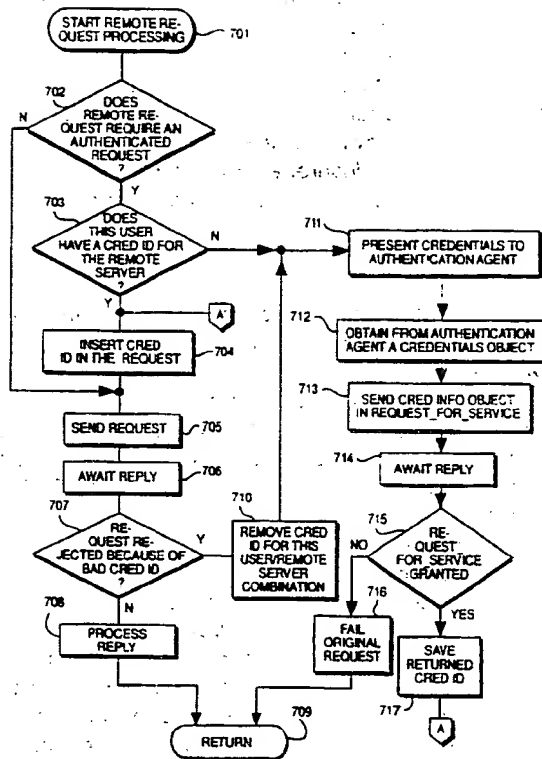 START REMOTE RE-
QUEST PROCESSING
701
702
DOES
REMOTE RE-
QUEST REQUIRE AN
AUTHENTICATED
REQUEST
?
N
Y
703
DOES
THIS USER
HAVE A CRED ID FOR
THE REMOTE
SERVER
?
N
Y
A
INSERT CRED
ID IN THE REQUEST
704
SEND REQUEST
705
AWAIT REPLY
706
707
RE-
QUEST RE-
JECTED BECAUSE OF
BAD CRED ID
?
Y
N
708
PROCESS
REPLY
RETURN
709
710
REMOVE CRED
ID FOR THIS
USER/REMOTE
SERVER
COMBINATION
711
PRESENT CREDENTIALS TO
AUTHENTICATION
AGENT
712
OBTAIN FROM AUTHENTICATION
AGENT A CREDENTIALS OBJECT
713
SEND CRED INFO OBJECT
IN REQUEST_FOR_SERVICE
714
AWAIT REPLY
715
RE-
QUEST
FOR_SERVICE
GRANTED
NO
YES
716
FAIL
ORIGINAL
REQUEST
SAVE
RETURNED
CRED ID
717
A